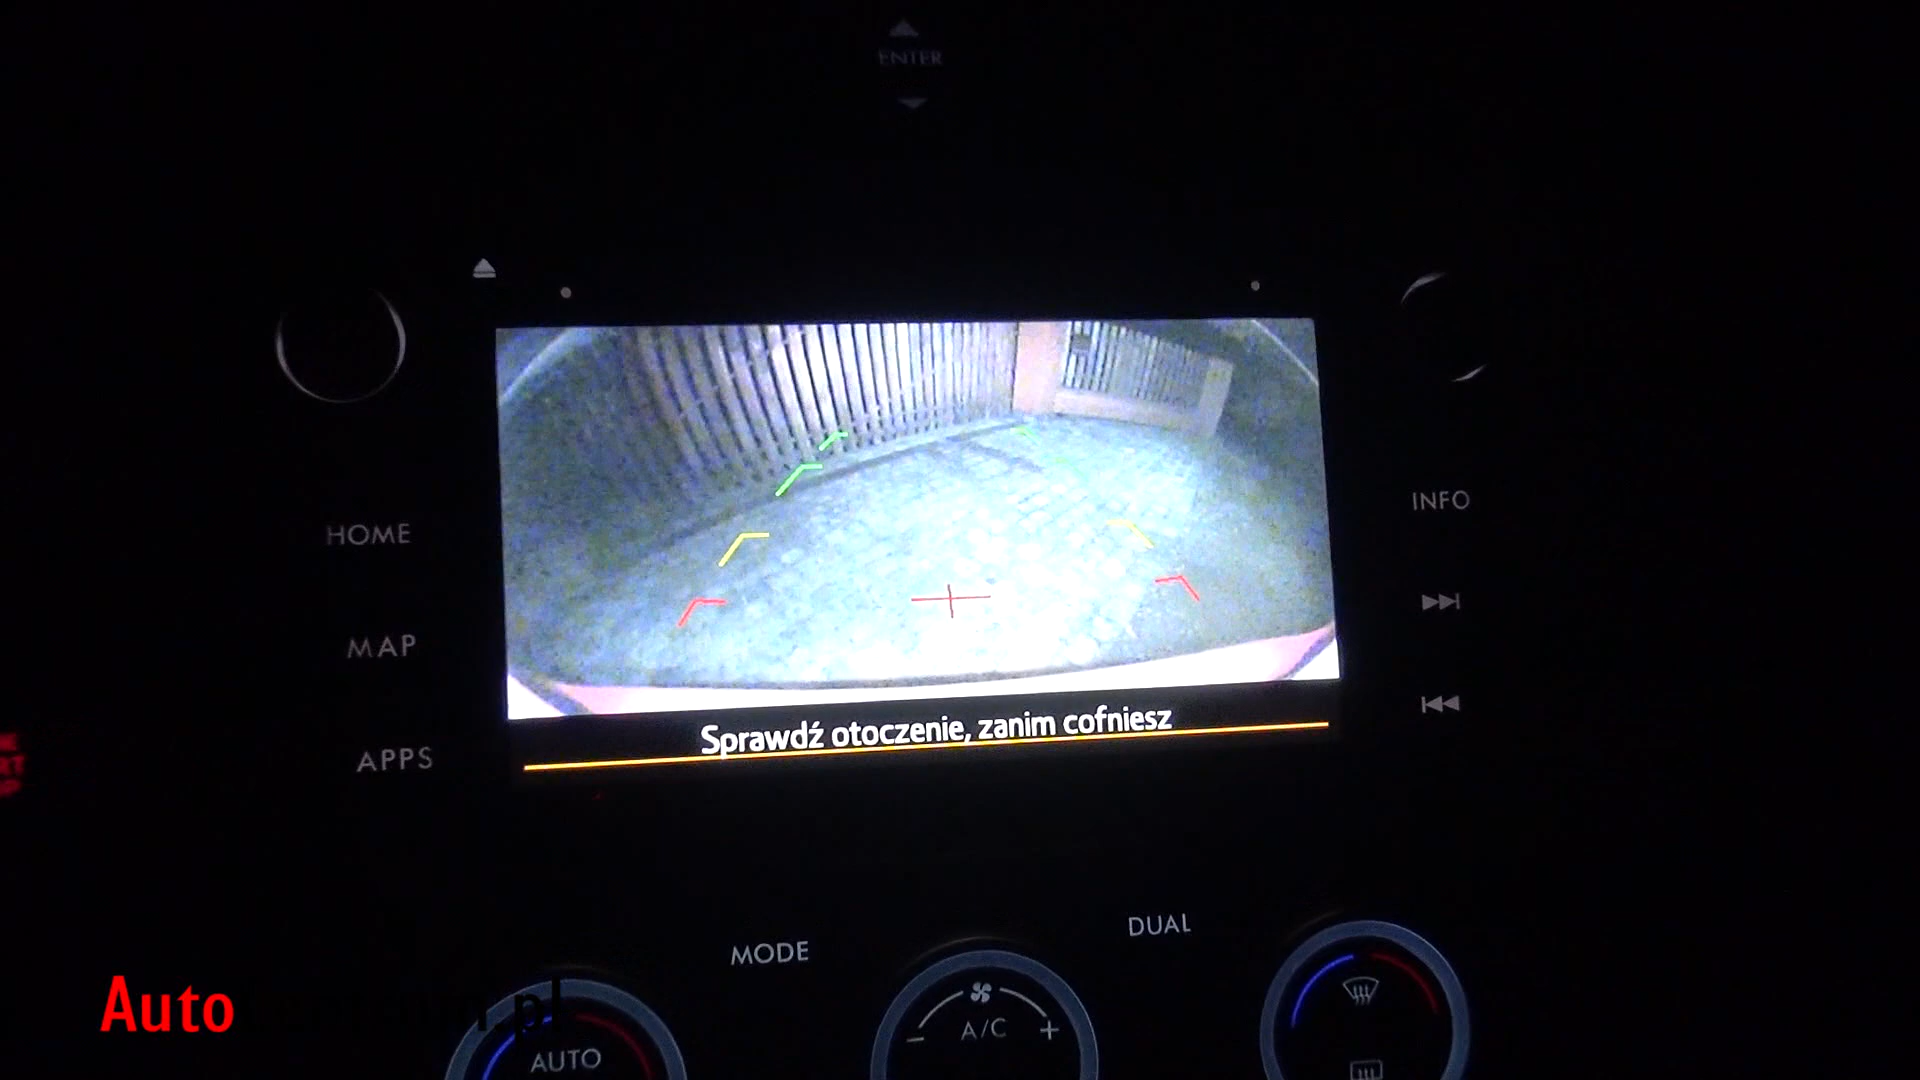 ENTER
HOME
INFO
MAP
APPS
Sprawdź otoczenie, zanim cofniesz
MODE
DUAL
A/C
AUTO
Auto